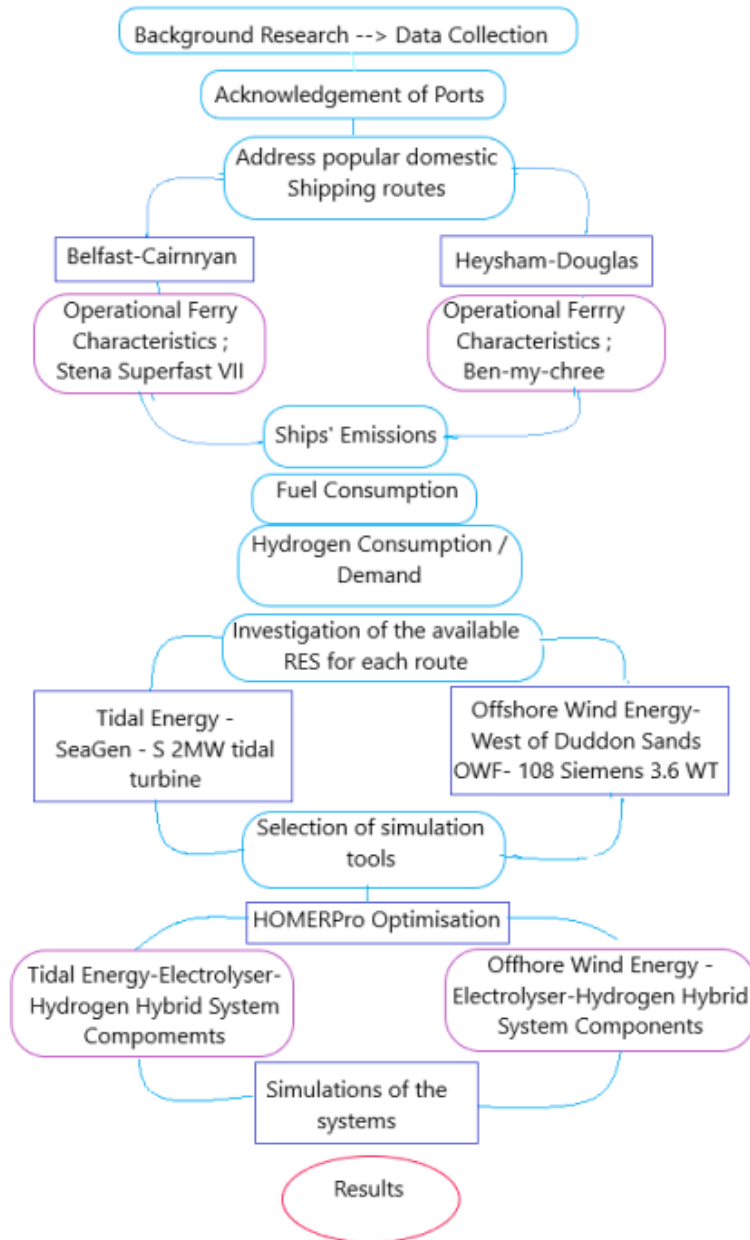 Background Research --> Data Collection
Acknowledgement of Ports
Address popular domestic
Shipping routes
Belfast-Cairnryan
Heysham-Douglas
Operational Ferry
Characteristics ;
Stena Superfast VII
Operational Ferrry
Characteristics ;
Ben-my-chree
Ships' Emissions
Fuel Consumption
Hydrogen Consumption /
Demand
Investigation of the available
RES for each route
Tidal Energy -
SeaGen - S 2MW tidal
turbine
Offshore Wind Energy-
West of Duddon Sands
OWF- 108 Siemens 3.6 WT
Selection of simulation
tools
HOMERPro Optimisation
Tidal Energy-Electrolyser-
Hydrogen Hybrid System
Compomemts
Offhore Wind Energy -
Electrolyser-Hydrogen Hybrid
System Components
Simulations of the
systems
Results